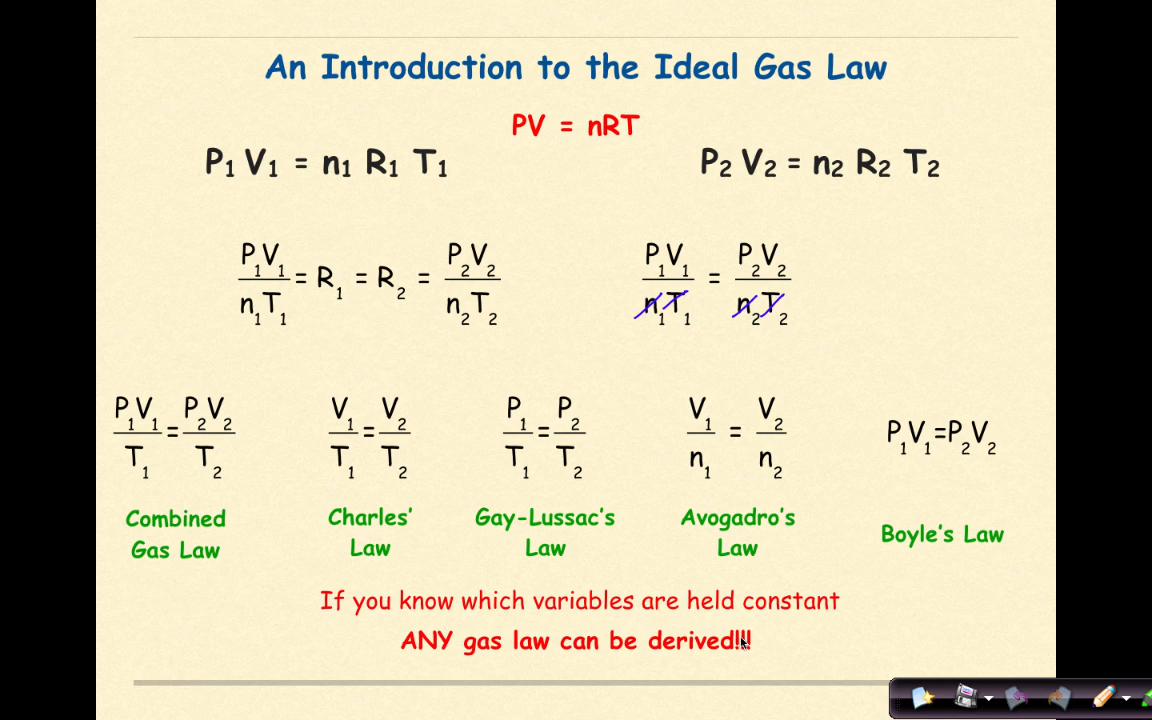 An Introduction to the Ideal Gas Law
PV = nRT
P₁ V₁ = n₁ R₁ T₁
P₂ V₂ = n₂ R₂ T₂
P₁V₁/n₁T₁ = R₁ = R₂ = P₂V₂/n₂T₂
P₁V₁/n₁T₁ = P₂V₂/n₂T₂
P₁V₁/T₁ = P₂V₂/T₂
V₁/T₁ = V₂/T₂
P₁/T₁ = P₂/T₂
V₁/n₁ = V₂/n₂
P₁V₁=P₂V₂
Combined
Gas Law
Charles'
Law
Gay-Lussac's
Law
Avogadro's
Law
Boyle's Law
If you know which variables are held constant
ANY gas law can be derived!!!